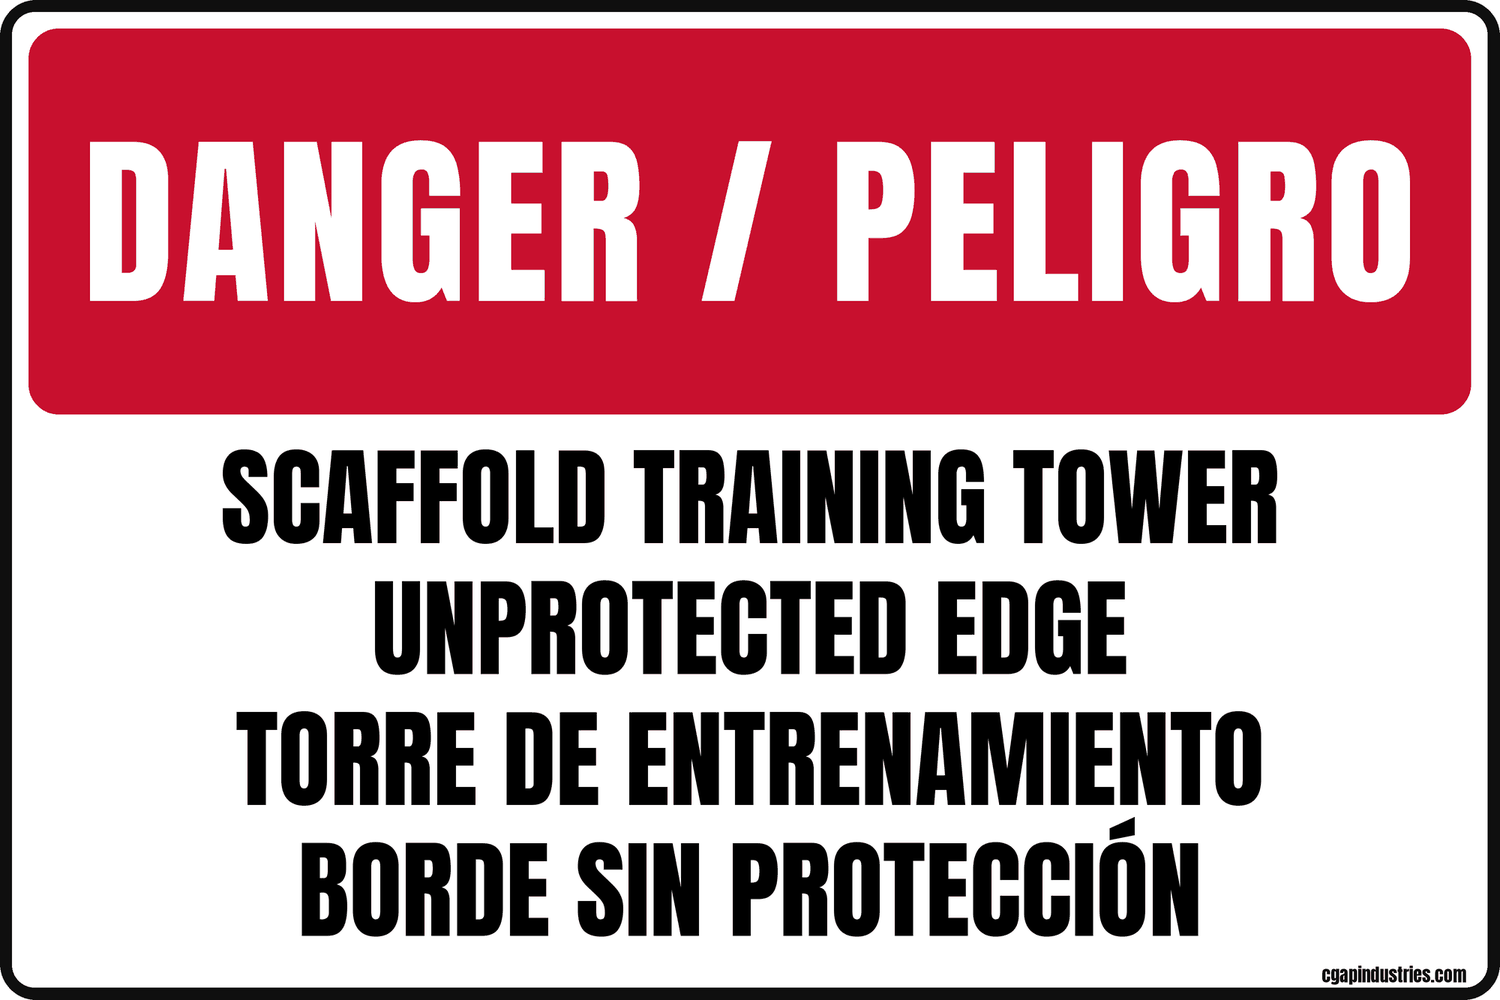 DANGER / PELIGRO
SCAFFOLD TRAINING TOWER
UNPROTECTED EDGE
TORRE DE ENTRENAMIENTO
BORDE SIN PROTECCIÓN
cgapindustries.com